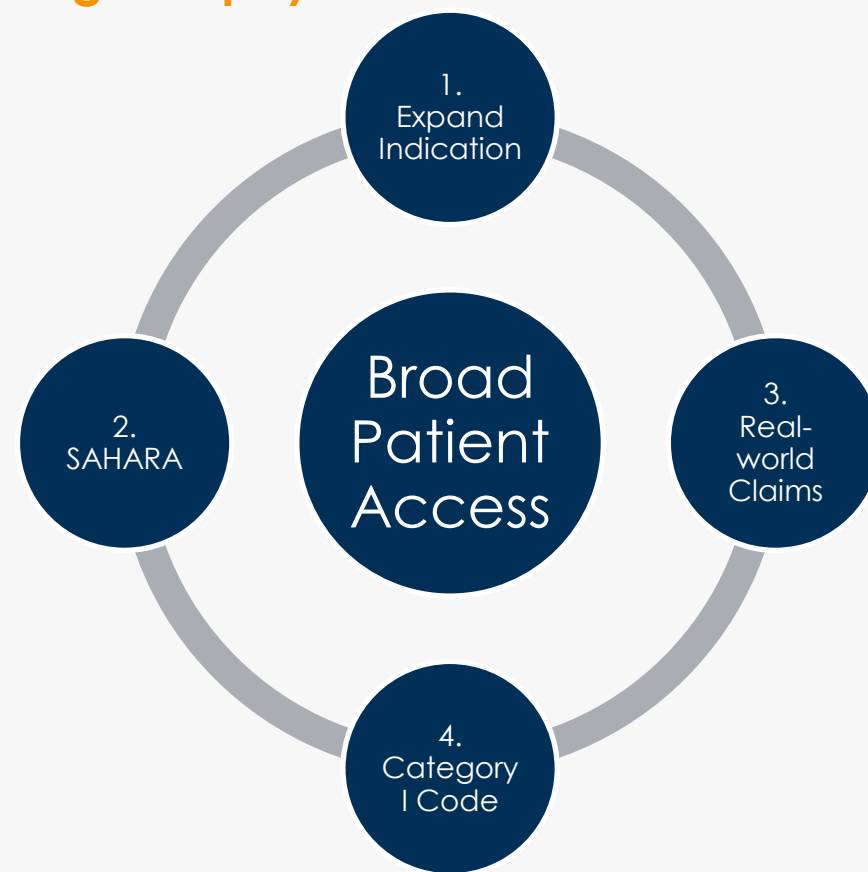 1.
Expand
Indication
2.
SAHARA
Broad
Patient
Access
3.
Real-
world
Claims
4.
Category
I Code